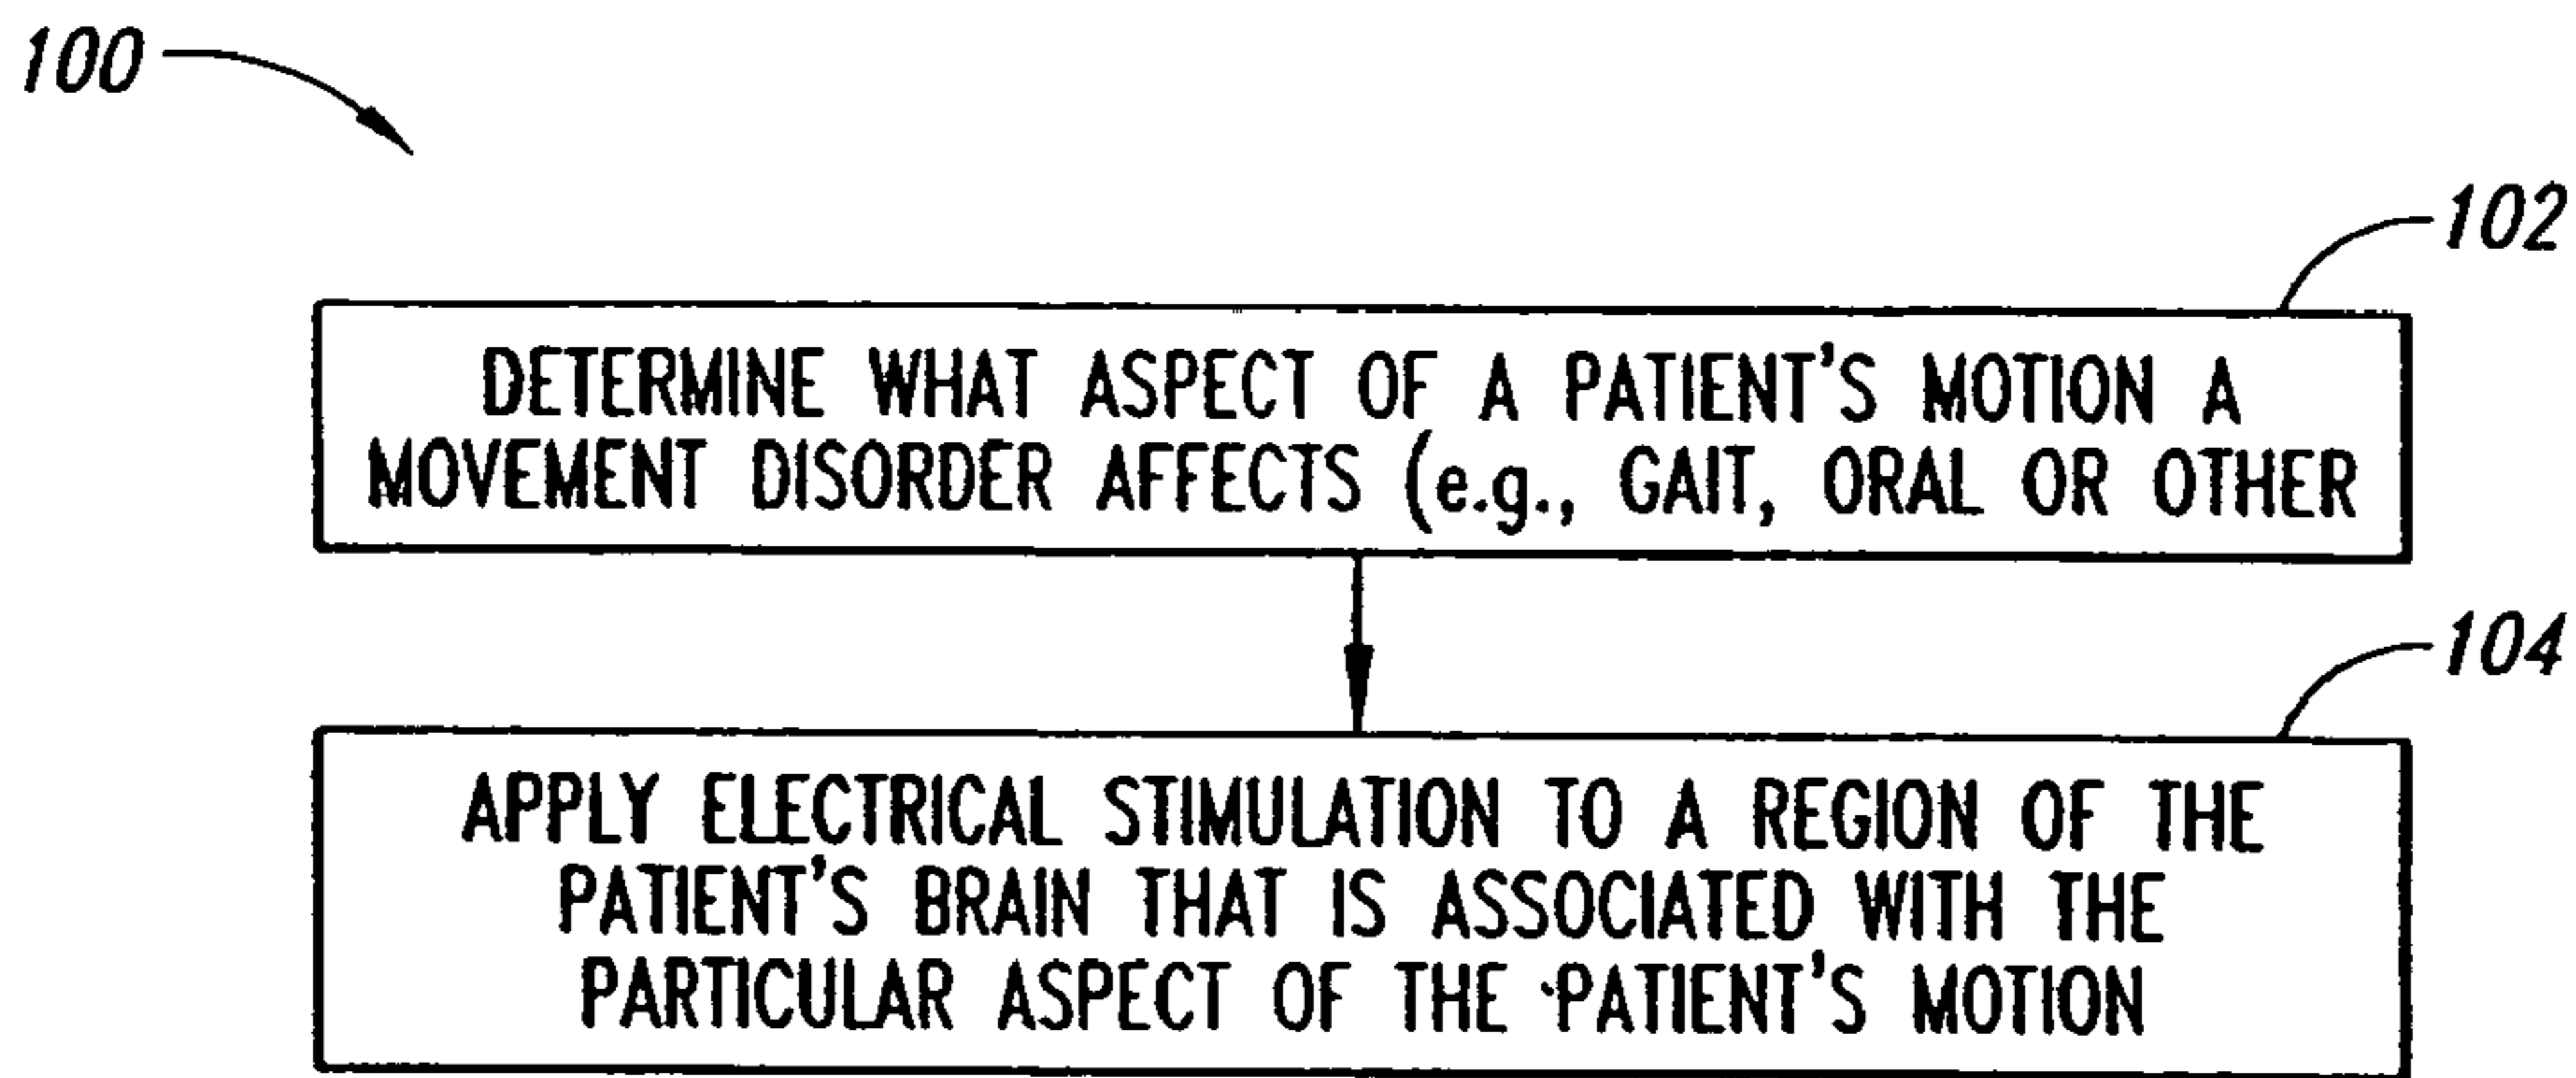 100
102
DETERMINE WHAT ASPECT OF A PATIENT'S MOTION A
MOVEMENT DISORDER AFFECTS (e.g., GAIT, ORAL OR OTHER
104
APPLY ELECTRICAL STIMULATION TO A REGION OF THE
PATIENT'S BRAIN THAT IS ASSOCIATED WITH THE
PARTICULAR ASPECT OF THE PATIENT'S MOTION